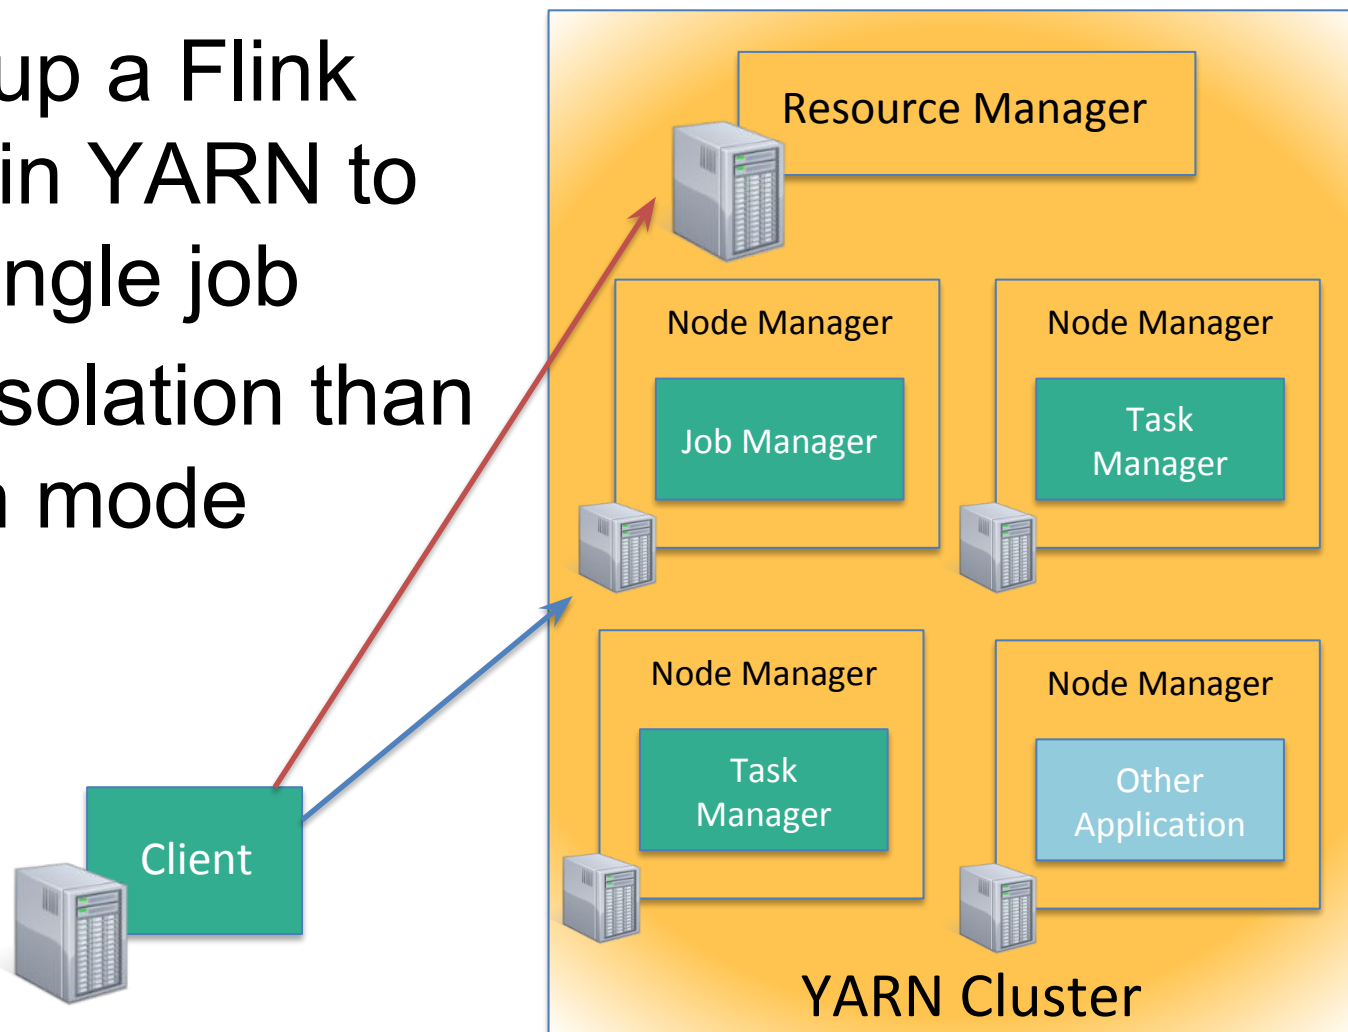 up a Flink
in YARN to
ngle job
solation than
mode
Resource Manager
Node Manager
Job Manager
Node Manager
Task
Manager
Node Manager
Task
Manager
Node Manager
Other
Application
Client
YARN Cluster